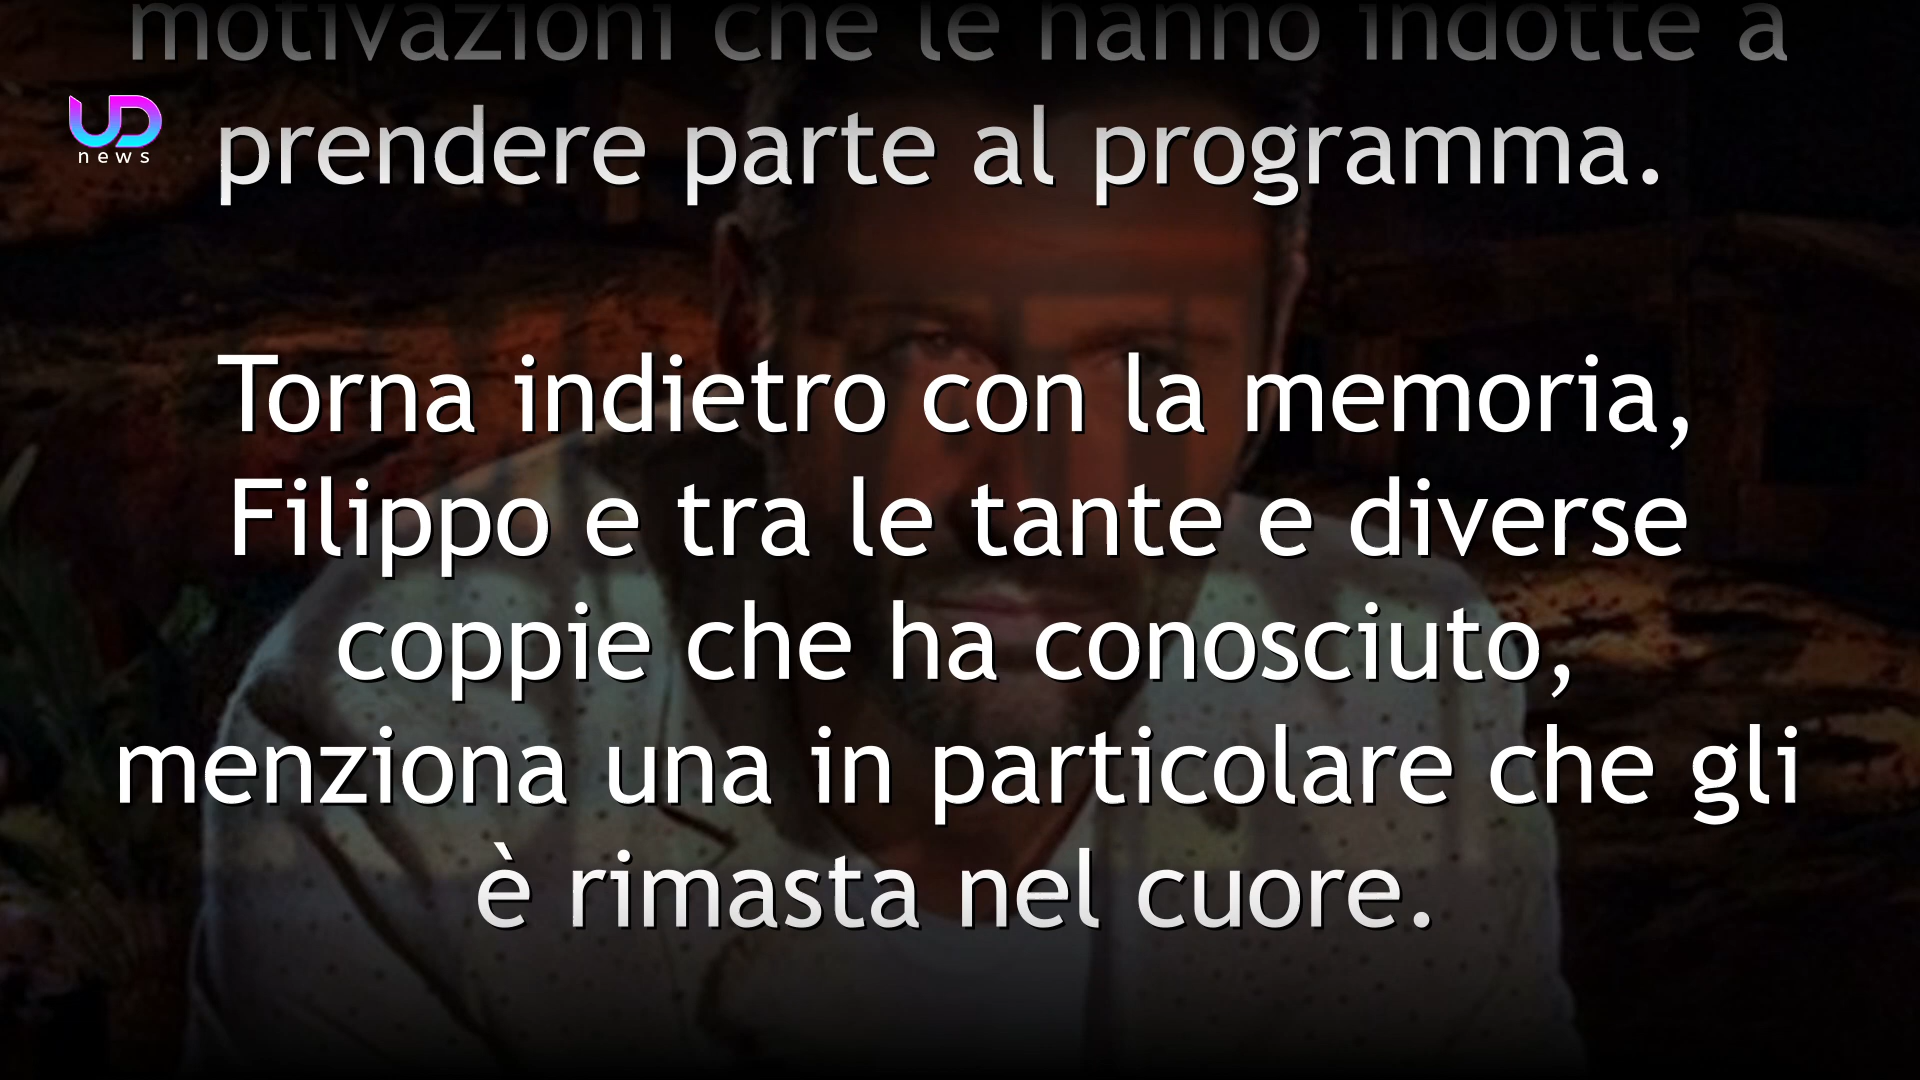 motivazioni che le hanno indotte a
UD
news
prendere parte al programma.
Torna indietro con la memoria,
Filippo e tra le tante e diverse
coppie che ha conosciuto,
menziona una in particolare che gli
è rimasta nel cuore.